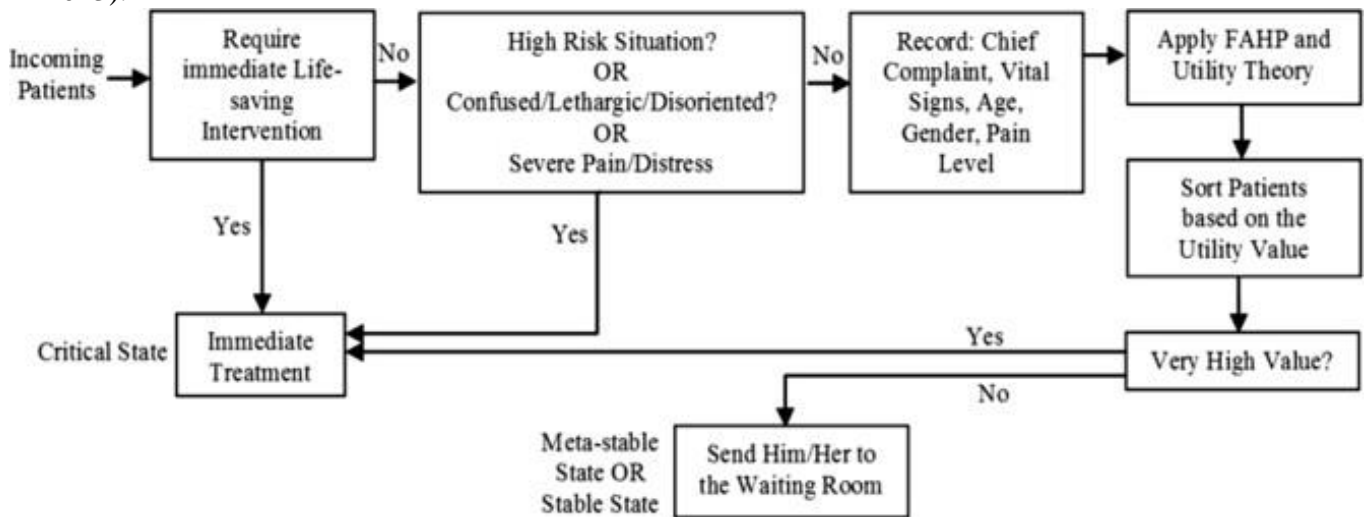 Incoming
Patients
Require
immediate Life-
saving
Intervention
No
High Risk Situation?
OR
Confused/Lethargic/Disoriented?
OR
Severe Pain/Distress
No
Record: Chief
Complaint, Vital
Signs, Age,
Gender, Pain
Level
Apply FAHP and
Utility Theory
Sort Patients
based on the
Utility Value
Yes
Yes
Critical State
Immediate
Treatment
Yes
Very High Value?
No
Meta-stable
State OR
Stable State
Send Him/Her to
the Waiting Room